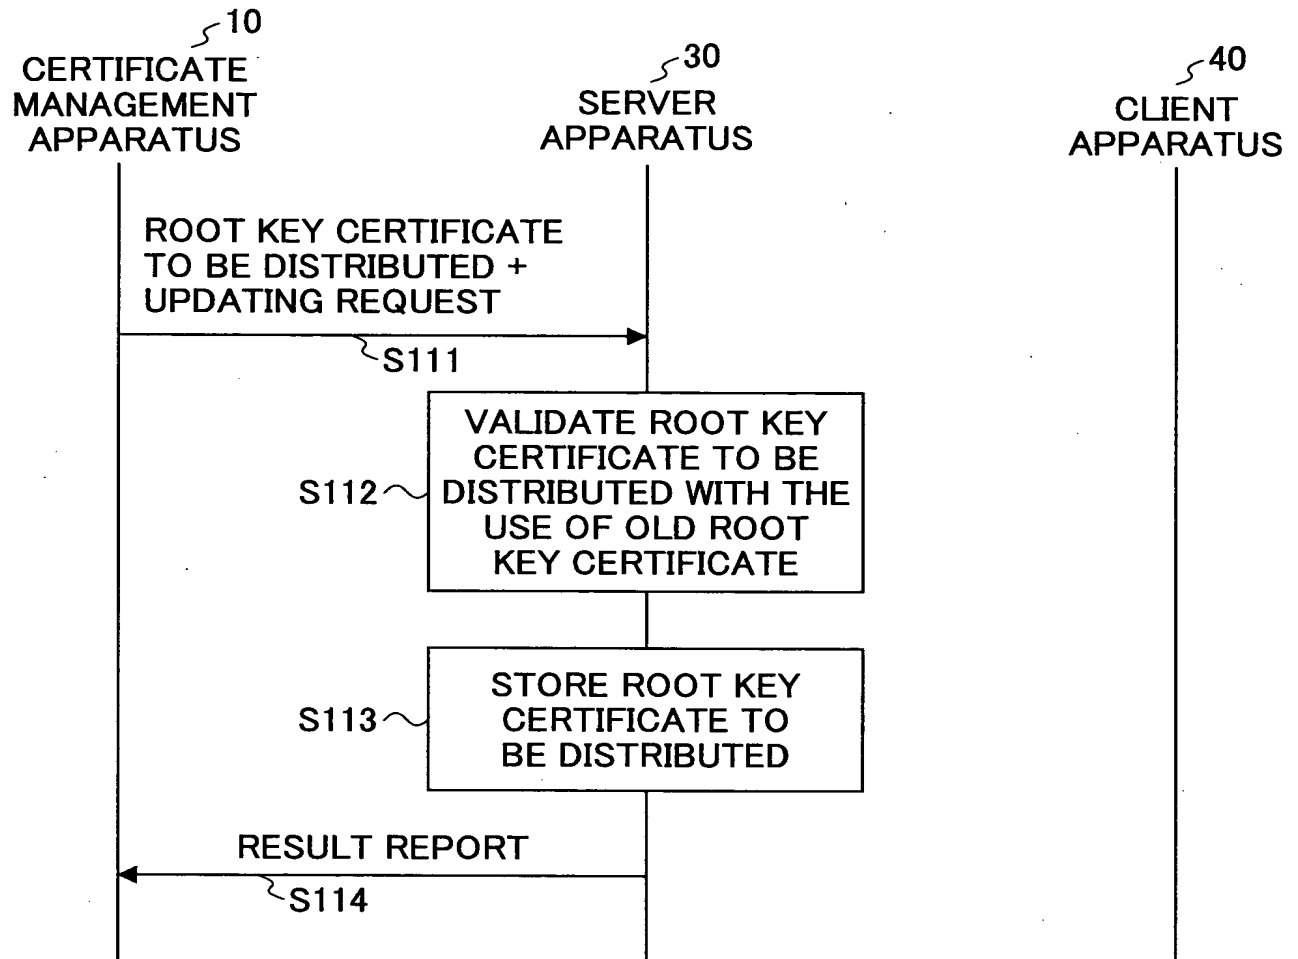 10
CERTIFICATE
MANAGEMENT
APPARATUS
30
SERVER
APPARATUS
40
CLIENT
APPARATUS
ROOT KEY CERTIFICATE
TO BE DISTRIBUTED +
UPDATING REQUEST
S111
VALIDATE ROOT KEY
CERTIFICATE TO BE
DISTRIBUTED WITH THE
USE OF OLD ROOT
KEY CERTIFICATE
S112
STORE ROOT KEY
CERTIFICATE TO
BE DISTRIBUTED
S113
RESULT REPORT
S114